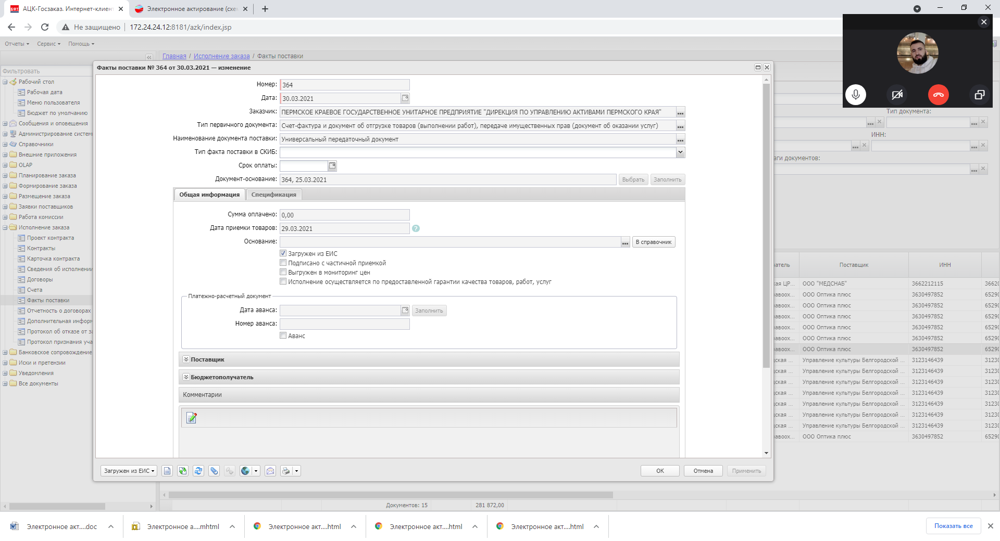 АЦК-Госзаказ. Интернет-клиент
Электронное актирование (схе
Не защищено
172.24.24.12:8181/azk/index.jsp
Отчеты
Сервис
Помощь
Главная / Исполнение заказа / Факты поставки
Фильтровать
Рабочий стол
Рабочая дата
Меню пользователя
Бюджет по умолчанию
Сообщения и оповещения
Администрирование систем
Справочники
Внешние приложения
OLAP
Планирование заказа
Формирование заказа
Размещение заказа
Заявки поставщиков
Работа комиссии
Исполнение заказа
Проект контракта
Контракты
Карточка контракта
Сведения об исполнении
Договоры
Счета
Факты поставки
Отчетность о договорах
Дополнительная информ
Протокол об отказе от за
Протокол признания уча
Банковское сопровождение
Иски и претензии
Уведомления
Все документы
Факты поставки № 364 от 30.03.2021 — изменение
Номер: 364
Дата: 30.03.2021
Заказчик: ПЕРМСКОЕ КРАЕВОЕ ГОСУДАРСТВЕННОЕ УНИТАРНОЕ ПРЕДПРИЯТИЕ "ДИРЕКЦИЯ ПО УПРАВЛЕНИЮ АКТИВАМИ ПЕРМСКОГО КРАЯ"
Тип первичного документа: Счет-фактура и документ об отгрузке товаров (выполнении работ), передаче имущественных прав (документ об оказании услуг)
Наименование документа поставки: Универсальный передаточный документ
Тип факта поставки в СКИБ:
Срок оплаты:
Документ-основание: 364, 25.03.2021 Выбрать Заполнить
Общая информация Спецификация
Сумма оплачено: 0,00
Дата приемки товаров: 29.03.2021 ?
Основание: В справочник
Загружен из ЕИС
Подписано с частичной приемкой
Выгружен в мониторинг цен
Исполнение осуществляется по предоставленной гарантии качества товаров, работ, услуг
Платежно-расчетный документ
Дата аванса: Заполнить
Номер аванса:
Аванс
Поставщик
Бюджетополучатель
Комментарии
Загружен из ЕИС
ОК Отмена Применить
Тип документа:
ИНН:
ги документов:
атель Поставщик ИНН
кая ЦР... ООО "МЕДСНАБ" 3662212115 3662
авоох... ООО Оптика плюс 3630497852 6529
авоох... ООО Оптика плюс 3630497852 6529
авоох... ООО Оптика плюс 3630497852 6529
авоох... ООО Оптика плюс 3630497852 6529
авоох... ООО Оптика плюс 3630497852 6529
авоох... ООО Оптика плюс 3630497852 6529
ская ... Управление культуры Белгородской ... 3123146439 3123
ская ... Управление культуры Белгородской ... 3123146439 3123
ская ... Управление культуры Белгородской ... 3123146439 3123
ская ... Управление культуры Белгородской ... 3123146439 3123
ская ... Управление культуры Белгородской ... 3123146439 3123
ская ... Управление культуры Белгородской ... 3123146439 3123
ская ... Управление культуры Белгородской ... 3123146439 3123
авоох... ООО Оптика плюс 3630497852 6529
Документов: 15 281 872,00
Электронное акт....doc
Электронное а....mhtml
Электронное акт....html
Электронное акт....html
Электронное акт....html
Показать все